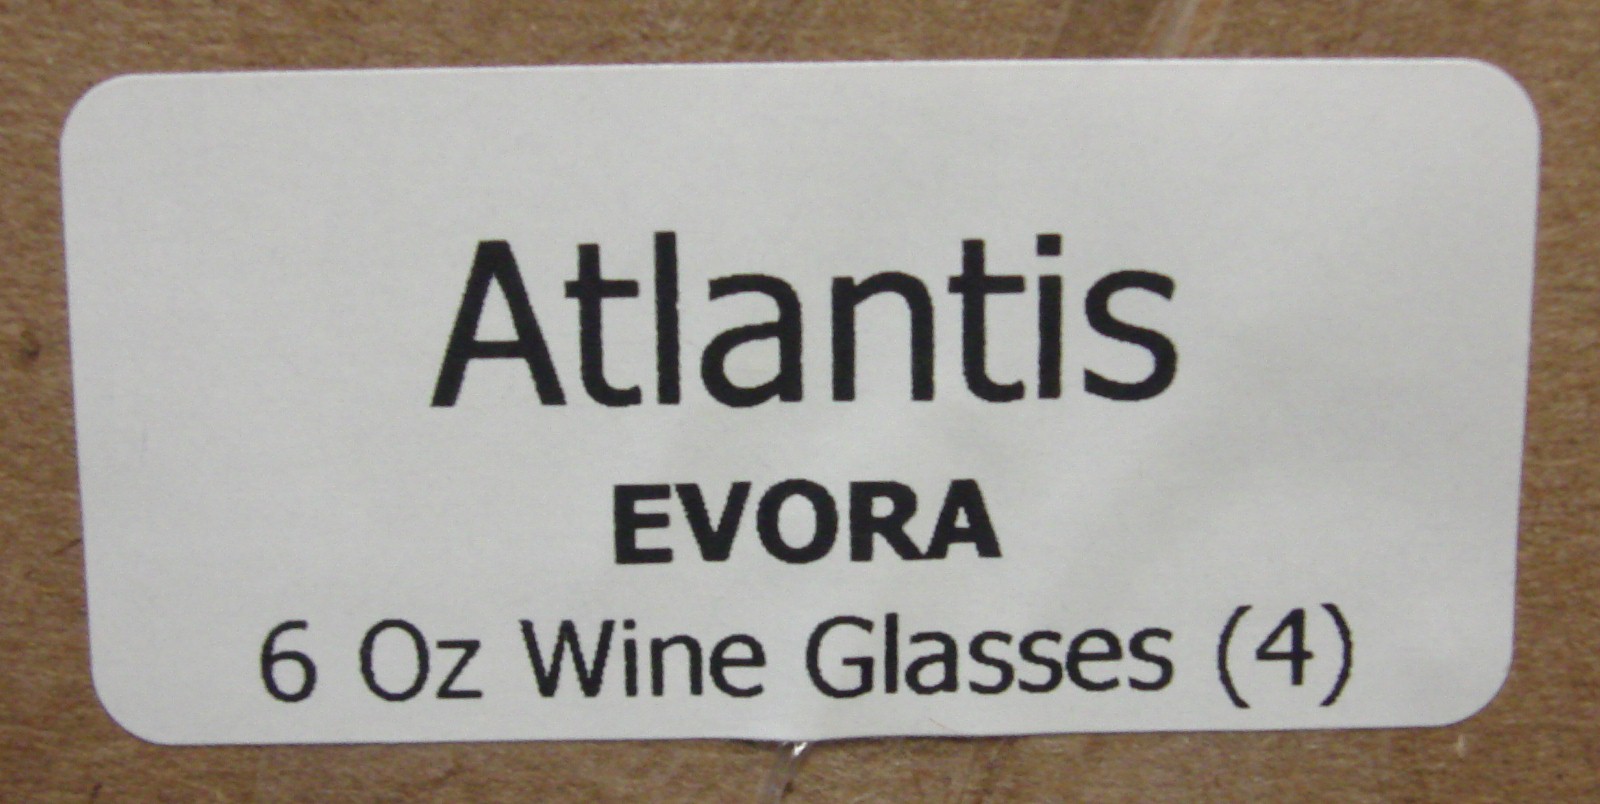 Atlantis
EVORA
6 Oz Wine Glasses (4)